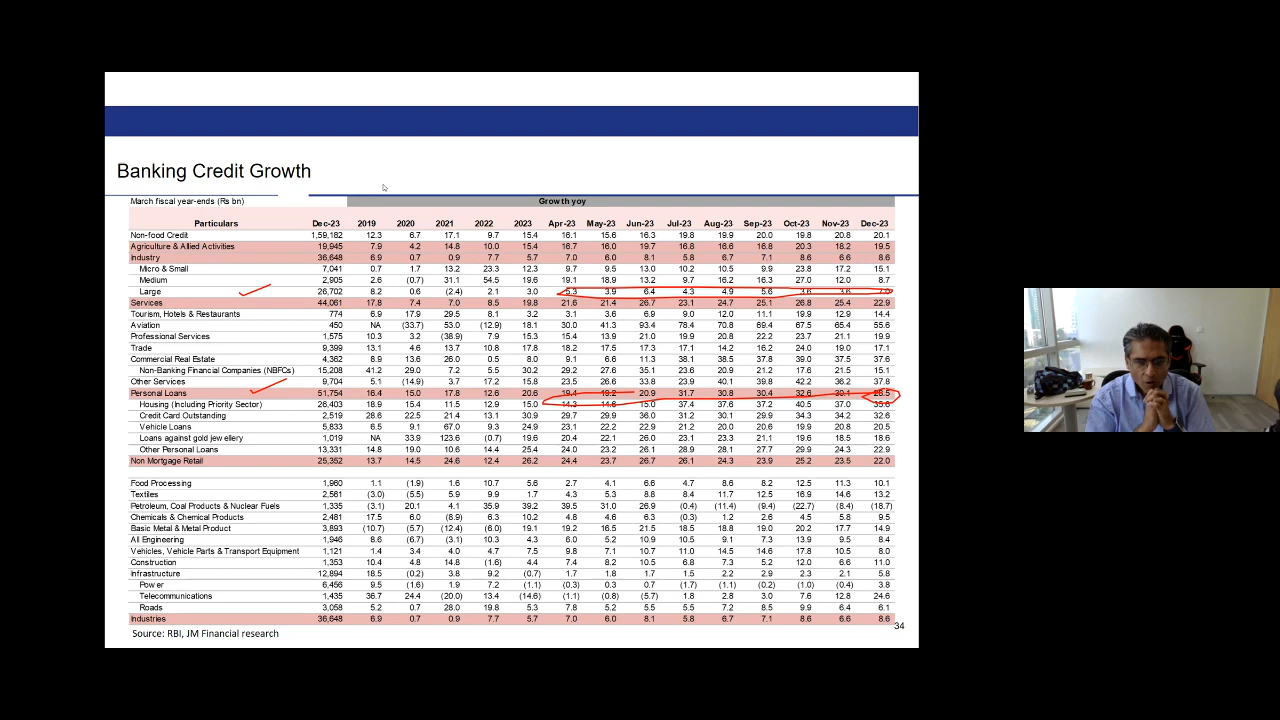 Banking Credit Growth
March fiscal year-ends (Rs bn) Growth yoy
Particulars Dec-23 2019 2020 2021 2022 2023 Apr-23 May-23 Jun-23 Jul-23 Aug-23 Sep-23 Oct-23 Nov-23 Dec-23
Non-food Credit 1,59,182 12.3 6.7 17.1 9.7 15.4 16.1 15.6 16.3 19.8 19.9 20.0 19.8 20.8 20.1
Agriculture & Allied Activities 19,945 7.9 4.2 14.8 10.0 15.4 16.7 16.0 19.7 16.8 16.6 16.8 20.3 18.2 19.5
Industry 36,648 6.9 0.7 0.9 7.7 5.7 7.0 6.0 8.1 5.8 6.7 7.1 8.6 6.6 8.6
Micro & Small 7,041 0.7 1.7 13.2 23.3 12.3 9.7 9.5 13.0 10.2 10.5 9.9 23.8 17.2 15.1
Medium 2,905 2.6 (0.7) 31.1 54.5 19.6 19.1 18.9 13.2 9.7 16.2 16.3 27.0 12.0 8.7
Large 26,702 8.2 0.6 (2.4) 2.1 3.0 5.3 3.9 6.4 4.3 4.9 5.6 3.6 3.6
Services 44,061 17.8 7.4 7.0 8.5 19.8 21.6 21.4 26.7 23.1 24.7 25.1 26.8 25.4 22.9
Tourism, Hotels & Restaurants 774 6.9 17.9 29.5 8.1 3.2 3.1 3.6 6.9 9.0 12.0 11.1 19.9 12.9 14.4
Aviation 450 NA (33.7) 53.0 (12.9) 18.1 30.0 41.3 93.4 78.4 70.8 69.4 67.5 65.4 55.6
Professional Services 1,575 10.3 3.2 (38.9) 7.9 15.3 15.4 13.9 21.0 19.9 20.8 22.2 23.7 21.1 19.9
Trade 9,399 13.1 4.6 13.7 10.8 17.8 18.2 17.5 17.3 17.1 14.2 16.2 24.0 19.0 17.1
Commercial Real Estate 4,362 8.9 13.6 26.0 0.5 8.0 9.1 6.6 11.3 38.1 38.5 37.8 39.0 37.5 37.6
Non-Banking Financial Companies (NBFCs) 15,208 41.2 29.0 7.2 5.5 30.2 29.2 27.6 35.1 23.6 20.9 21.2 17.6 21.5 15.1
Other Services 9,704 5.1 (14.9) 3.7 17.2 15.8 23.5 26.6 33.8 23.9 40.1 39.8 42.2 36.2 37.8
Personal Loans 51,754 16.4 15.0 17.8 12.6 20.6 19.4 19.2 20.9 31.7 30.8 30.4 32.6 30.1 28.5
Housing (Including Priority Sector) 28,403 18.9 15.4 11.5 12.9 15.0 14.3 14.6 15.0 37.4 37.6 37.2 40.5 37.0 35.0
Credit Card Outstanding 2,519 28.6 22.5 21.4 13.1 30.9 29.7 29.9 36.0 31.2 30.1 29.9 34.3 34.2 32.6
Vehicle Loans 5,833 6.5 9.1 67.0 9.3 24.9 23.1 22.2 22.9 21.2 20.0 20.6 19.9 20.8 20.5
Loans against gold jewellery 1,019 NA 33.9 123.6 (0.7) 19.6 20.4 22.1 26.0 23.1 23.3 21.1 19.6 18.5 18.6
Other Personal Loans 13,331 14.8 19.0 10.6 14.4 25.4 24.0 23.2 26.1 28.9 28.1 27.7 29.9 24.3 22.9
Non Mortgage Retail 25,352 13.7 14.5 24.6 12.4 26.2 24.4 23.7 26.7 26.1 24.3 23.9 25.2 23.5 22.0
Food Processing 1,960 1.1 (1.9) 1.6 10.7 5.6 2.7 4.1 6.6 4.7 8.6 8.2 12.5 11.3 10.1
Textiles 2,561 (3.0) (5.5) 5.9 9.9 1.7 4.3 5.3 8.8 8.4 11.7 12.5 16.9 14.6 13.2
Petroleum, Coal Products & Nuclear Fuels 1,335 (3.1) 20.1 4.1 35.9 39.2 39.5 31.0 26.9 (0.4) (11.4) (9.4) (22.7) (8.4) (18.7)
Chemicals & Chemical Products 2,481 17.5 6.0 (8.9) 6.3 10.2 4.8 4.6 6.3 (0.3) 1.2 2.6 4.5 5.8 9.5
Basic Metal & Metal Product 3,893 (10.7) (5.7) (12.4) (6.0) 19.1 19.2 16.5 21.5 18.5 18.8 19.0 20.2 17.7 14.9
All Engineering 1,946 8.6 (6.7) (3.1) 10.3 4.3 6.0 5.2 10.9 10.5 9.1 7.3 13.9 9.5 8.4
Vehicles, Vehicle Parts & Transport Equipment 1,121 1.4 3.4 4.0 4.7 7.5 9.8 7.1 10.7 11.0 14.5 14.6 17.8 10.5 8.0
Construction 1,353 10.4 4.8 14.8 (1.6) 4.4 7.4 8.2 10.5 6.8 7.3 5.2 12.0 6.6 11.0
Infrastructure 12,894 18.5 (0.2) 3.8 9.2 (0.7) 1.7 1.8 1.7 1.5 2.2 2.9 2.3 2.1 5.8
Power 6,456 9.5 (1.6) 1.9 7.2 (1.1) (0.3) 0.3 0.7 (1.7) (1.1) (0.2) (1.0) (0.4) 3.8
Telecommunications 1,435 36.7 24.4 (20.0) 13.4 (14.6) (1.1) (0.8) (5.7) 1.8 2.8 3.0 7.6 12.8 24.6
Roads 3,058 5.2 0.7 28.0 19.8 5.3 7.8 5.2 5.5 5.5 7.2 8.5 9.9 6.4 6.1
Industries 36,648 6.9 0.7 0.9 7.7 5.7 7.0 6.0 8.1 5.8 6.7 7.1 8.6 6.6 8.6
Source: RBI, JM Financial research
34